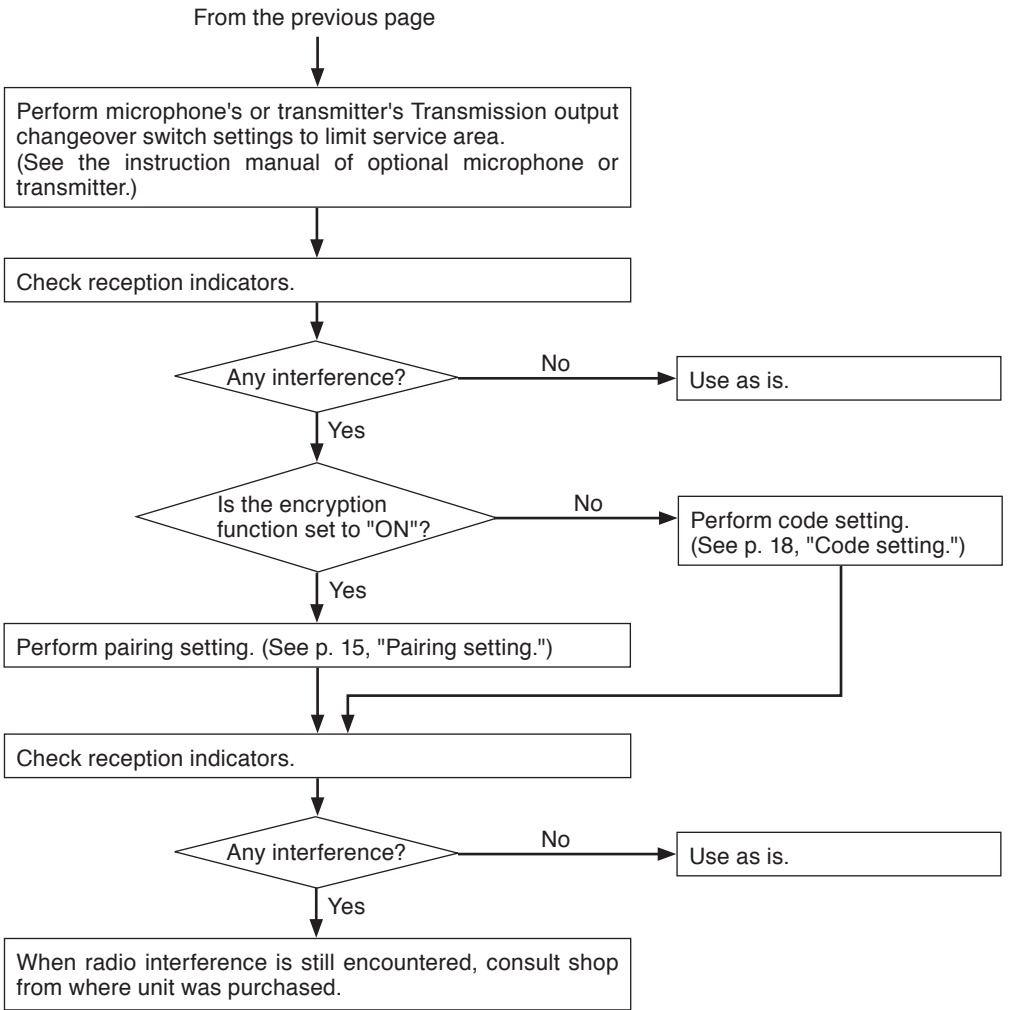 From the previous page
Perform microphone's or transmitter's Transmission output
changeover switch settings to limit service area.
(See the instruction manual of optional microphone or
transmitter.)
Check reception indicators.
Any interference?
No
Use as is.
Yes
Is the encryption
function set to "ON"?
No
Perform code setting.
(See p. 18, "Code setting.")
Yes
Perform pairing setting. (See p. 15, "Pairing setting.")
Check reception indicators.
Any interference?
No
Use as is.
Yes
When radio interference is still encountered, consult shop
from where unit was purchased.